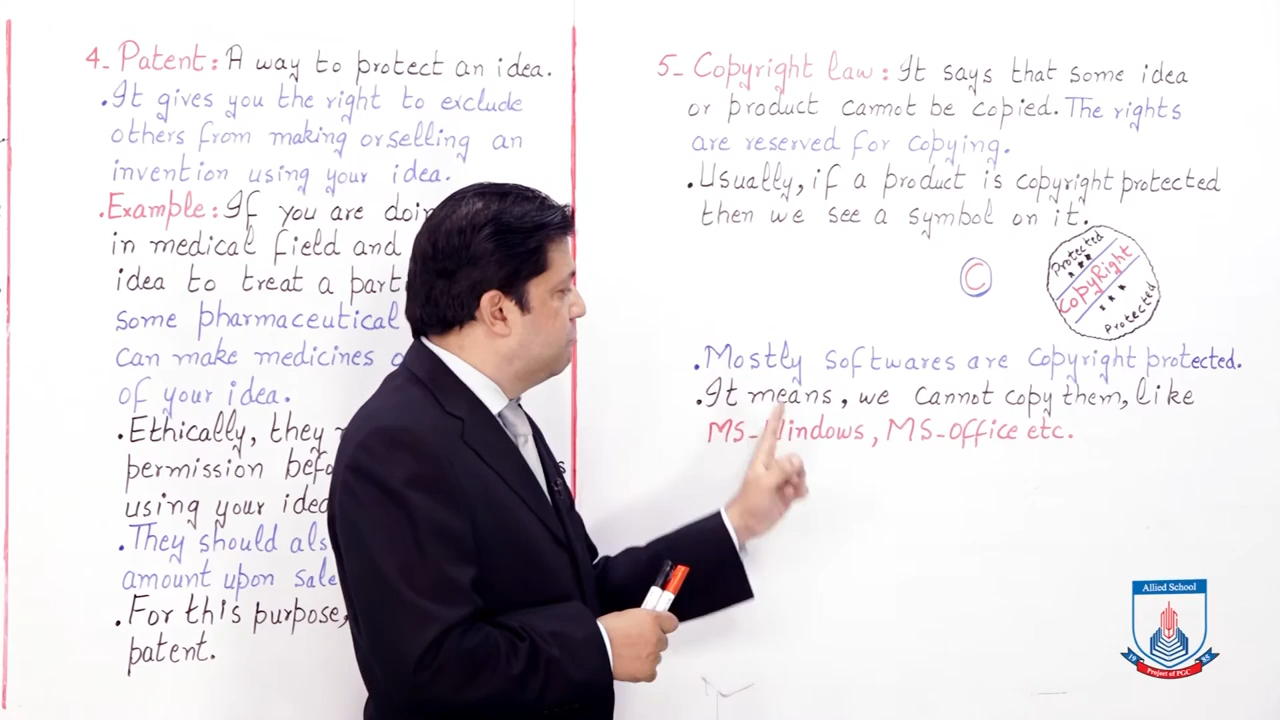 4- Patent: A way to protect an idea.
.It gives you the right to exclude
others from making or selling an
invention using your idea.
.Example: If you are doin
in medical field and
idea to treat a part
some pharmaceutical
can make medicines
of your idea.
.Ethically, they
permission bef
using your idea
.They should als
amount upon sale
.For this purpose,
patent.
5- Copyright law: It says that some idea
or product cannot be copied. The rights
are reserved for copying.
.Usually, if a product is copyright protected
then we see a symbol on it.
C
Protected
CopyRight
Protected
.Mostly softwares are copyright protected.
.It means, we cannot copy them, like
MS-Windows, MS-Office etc.
Allied School
19 85
Project of PGC